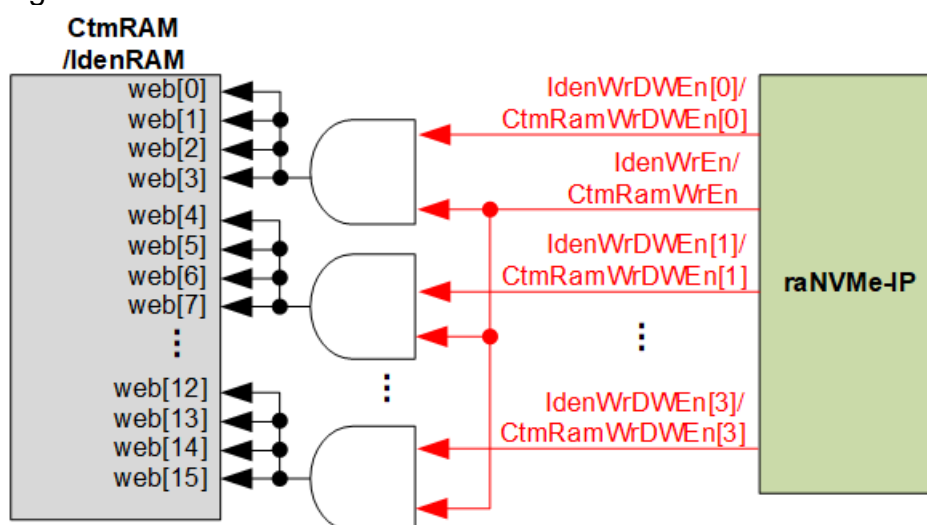 CtmRAM
/IdenRAM
web[0]
web[1]
web[2]
web[3]
web[4]
web[5]
web[6]
web[7]
web[12]
web[13]
web[14]
web[15]
IdenWrDWEn[0]/
CtmRamWrDWEn[0]
IdenWrEn/
CtmRamWrEn
IdenWrDWEn[1]/
CtmRamWrDWEn[1]
IdenWrDWEn[3]/
CtmRamWrDWEn[3]
raNVMe-IP